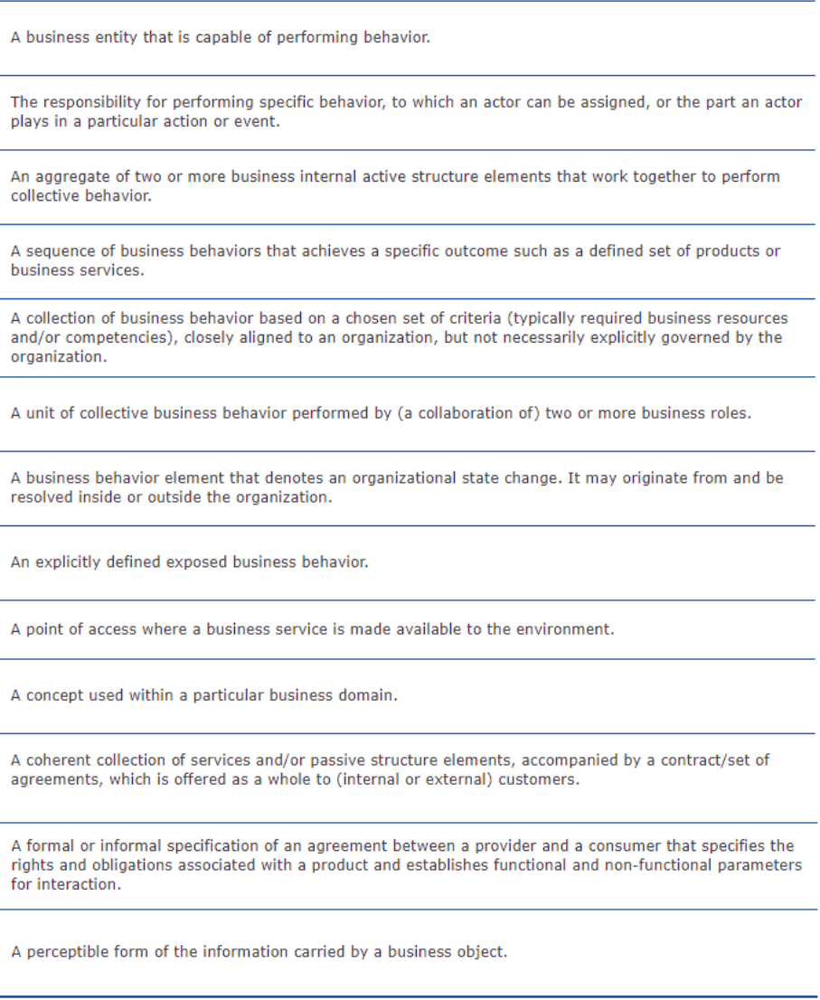 A business entity that is capable of performing behavior.
The responsibility for performing specific behavior, to which an actor can be assigned, or the part an actor
plays in a particular action or event.
An aggregate of two or more business internal active structure elements that work together to perform
collective behavior.
A sequence of business behaviors that achieves a specific outcome such as a defined set of products or
business services.
A collection of business behavior based on a chosen set of criteria (typically required business resources
and/or competencies), closely aligned to an organization, but not necessarily explicitly governed by the
organization.
A unit of collective business behavior performed by (a collaboration of) two or more business roles.
A business behavior element that denotes an organizational state change. It may originate from and be
resolved inside or outside the organization.
An explicitly defined exposed business behavior.
A point of access where a business service is made available to the environment.
A concept used within a particular business domain.
A coherent collection of services and/or passive structure elements, accompanied by a contract/set of
agreements, which is offered as a whole to (internal or external) customers.
A formal or informal specification of an agreement between a provider and a consumer that specifies the
rights and obligations associated with a product and establishes functional and non-functional parameters
for interaction.
A perceptible form of the information carried by a business object.